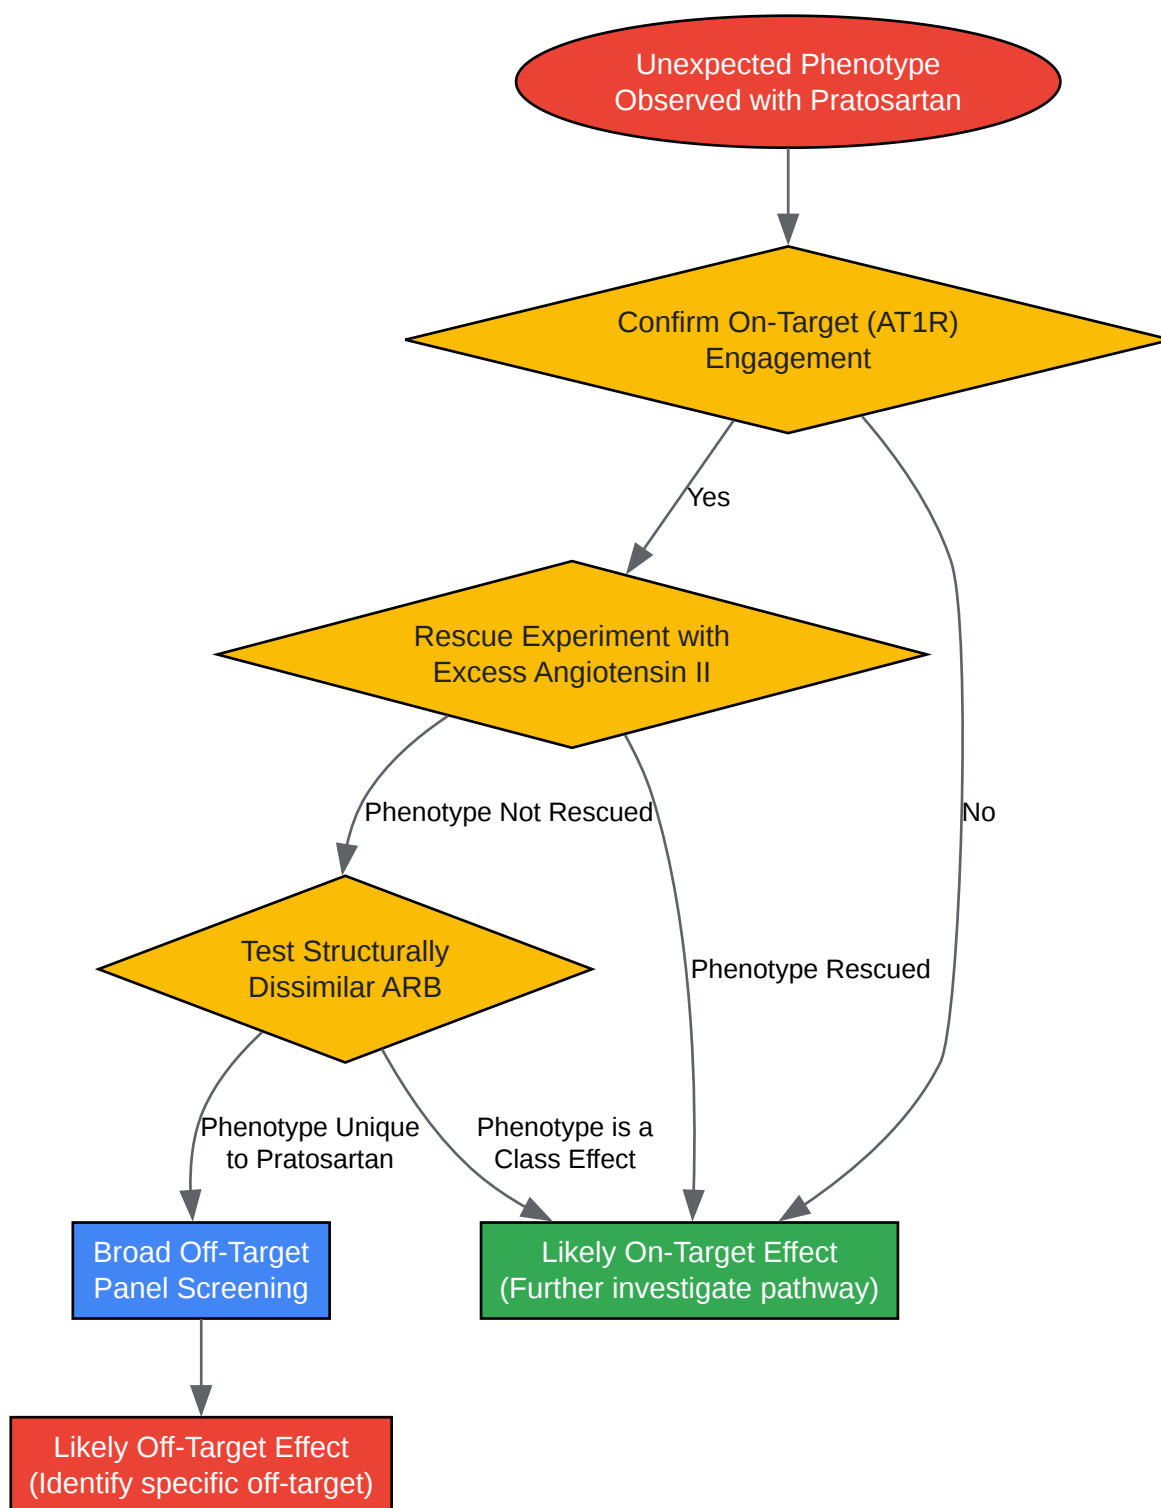 Unexpected Phenotype
Observed with Pratosartan
Confirm On-Target (AT1R)
Engagement
Yes
Rescue Experiment with
Excess Angiotensin II
Phenotype Not Rescued
No
Test Structurally
Dissimilar ARB
Phenotype Rescued
Phenotype Unique
to Pratosartan
Phenotype is a
Class Effect
Broad Off-Target
Panel Screening
Likely On-Target Effect
(Further investigate pathway)
Likely Off-Target Effect
(Identify specific off-target)